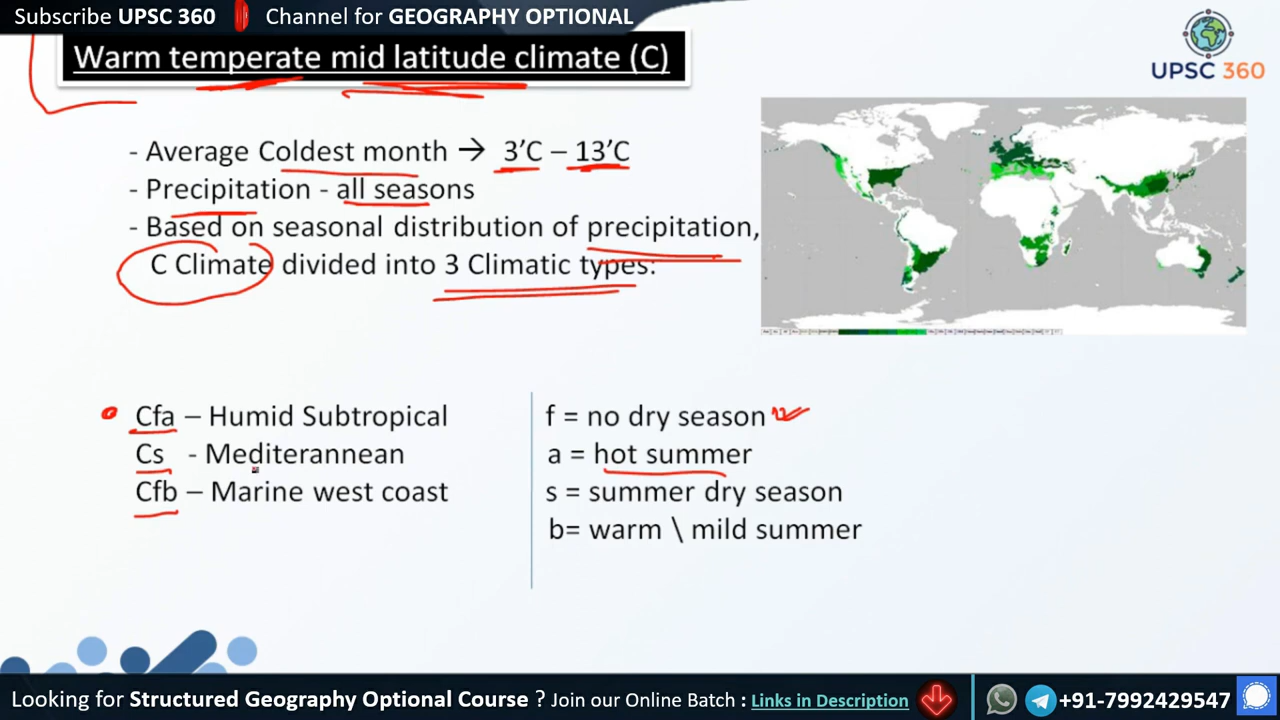 Subscribe UPSC 360 Channel for GEOGRAPHY OPTIONAL
Warm temperate mid latitude climate (C)
UPSC 360
- Average Coldest month → 3'C – 13'C
- Precipitation - all seasons
- Based on seasonal distribution of precipitation,
C Climate divided into 3 Climatic types:
Cfa – Humid Subtropical
Cs - Mediterannean
Cfb – Marine west coast
f = no dry season
a = hot summer
s = summer dry season
b= warm \ mild summer
Looking for Structured Geography Optional Course ? Join our Online Batch : Links in Description
+91-7992429547